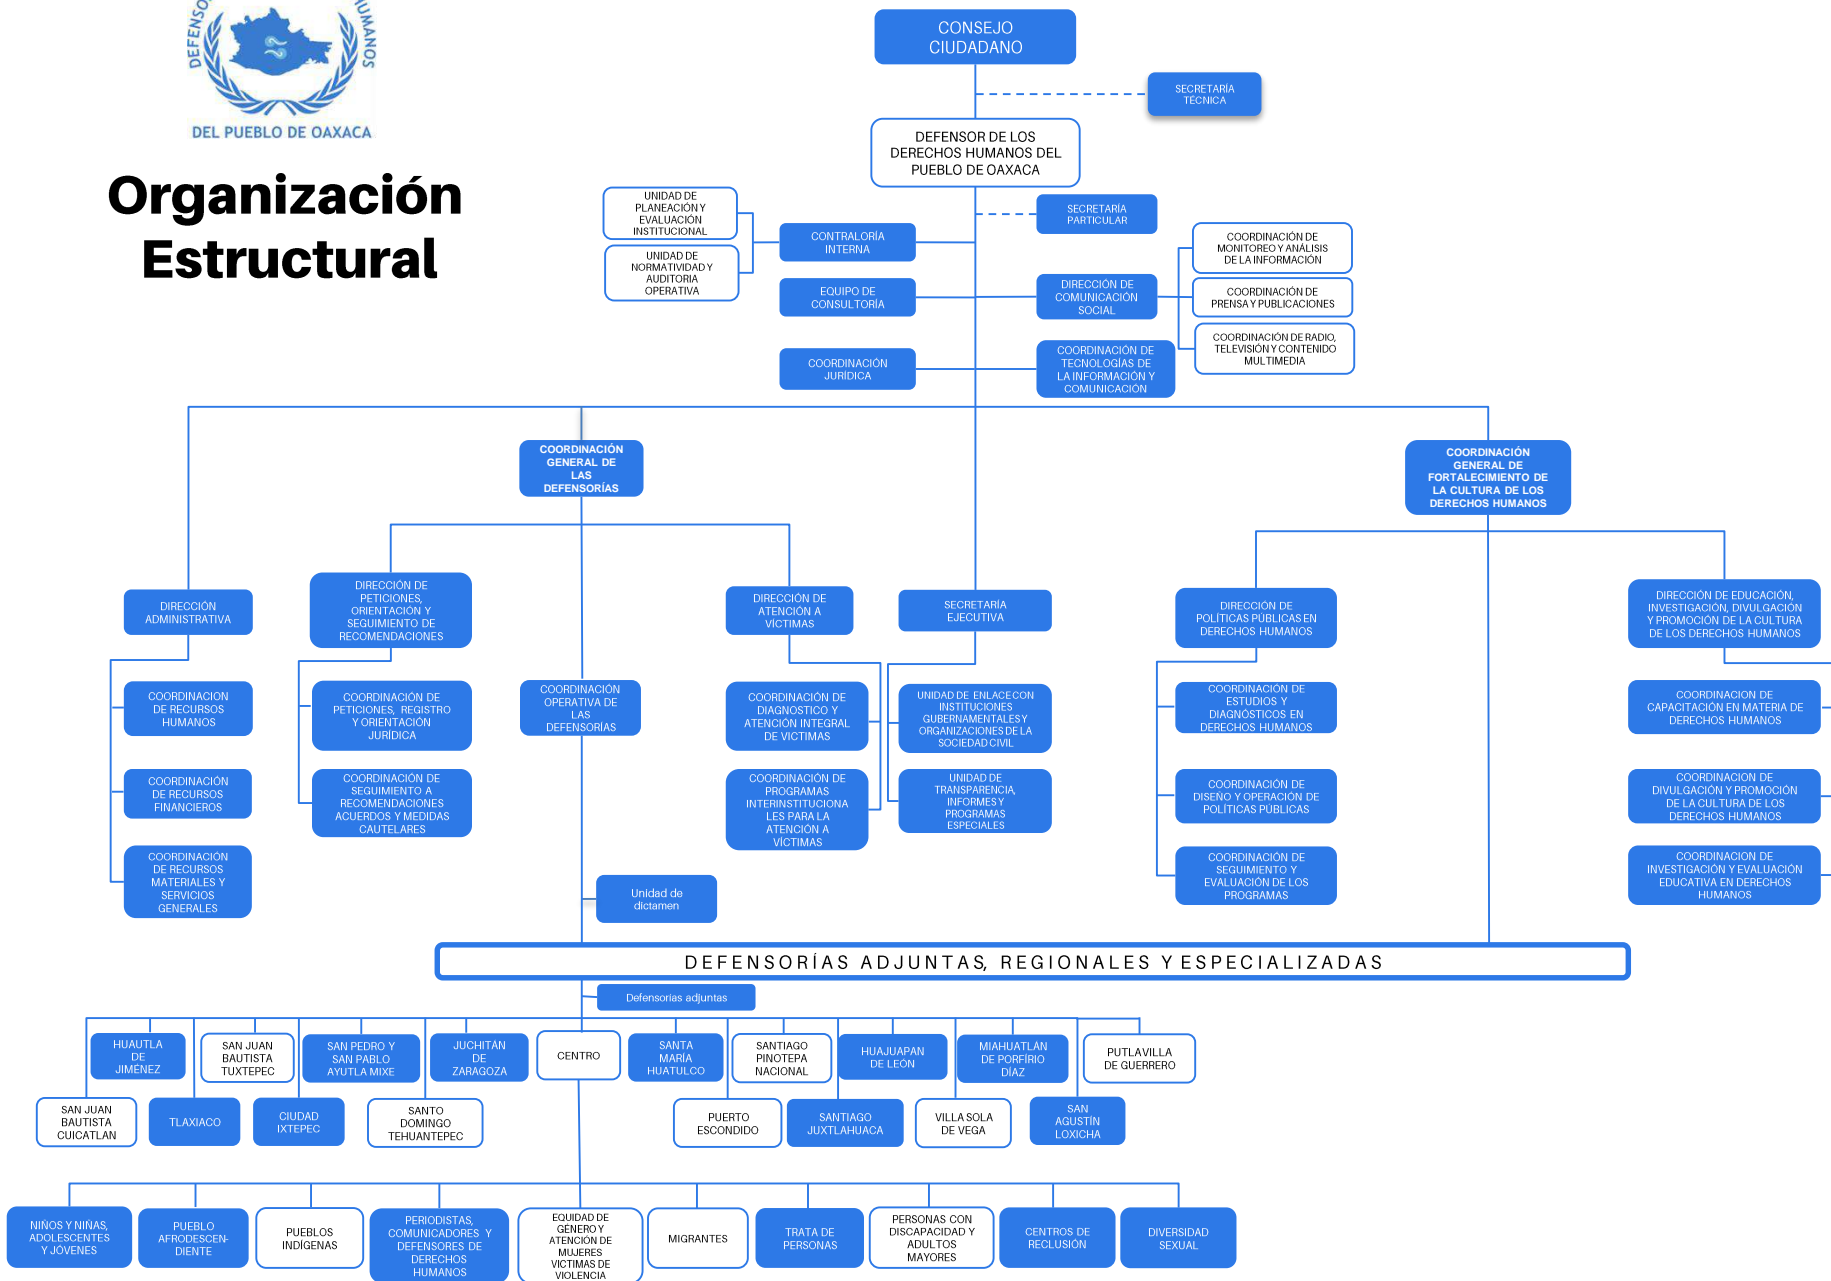 DEFENSOR
HUMANOS
DEL PUEBLO DE OAXACA
Organización
Estructural
CONSEJO
CIUDADANO
SECRETARÍA
TÉCNICA
DEFENSOR DE LOS
DERECHOS HUMANOS DEL
PUEBLO DE OAXACA
UNIDAD DE
PLANEACIÓN Y
EVALUACIÓN
INSTITUCIONAL
UNIDAD DE
NORMATIVIDAD Y
AUDITORIA
OPERATIVA
CONTRALORÍA
INTERNA
SECRETARÍA
PARTICULAR
EQUIPO DE
CONSULTORÍA
DIRECCIÓN DE
COMUNICACIÓN
SOCIAL
COORDINACIÓN DE
MONITOREO Y ANÁLISIS
DE LA INFORMACIÓN
COORDINACIÓN DE
PRENSA Y PUBLICACIONES
COORDINACIÓN DE RADIO,
TELEVISIÓN Y CONTENIDO
MULTIMEDIA
COORDINACIÓN
JURÍDICA
COORDINACIÓN DE
TECNOLOGÍAS DE
LA INFORMACIÓN Y
COMUNICACIÓN
COORDINACIÓN
GENERAL DE
LAS
DEFENSORÍAS
COORDINACIÓN
GENERAL DE
FORTALECIMIENTO DE
LA CULTURA DE LOS
DERECHOS HUMANOS
DIRECCIÓN
ADMINISTRATIVA
DIRECCIÓN DE
PETICIONES,
ORIENTACIÓN Y
SEGUIMIENTO DE
RECOMENDACIONES
DIRECCIÓN DE
ATENCIÓN A
VÍCTIMAS
SECRETARÍA
EJECUTIVA
DIRECCIÓN DE
POLÍTICAS PÚBLICAS EN
DERECHOS HUMANOS
DIRECCIÓN DE EDUCACIÓN,
INVESTIGACIÓN, DIVULGACIÓN
Y PROMOCIÓN DE LA CULTURA
DE LOS DERECHOS HUMANOS
COORDINACION
DE RECURSOS
HUMANOS
COORDINACIÓN DE
PETICIONES, REGISTRO
Y ORIENTACIÓN
JURÍDICA
COORDINACIÓN
OPERATIVA DE
LAS
DEFENSORÍAS
COORDINACIÓN DE
DIAGNOSTICO Y
ATENCIÓN INTEGRAL
DE VICTIMAS
UNIDAD DE ENLACE CON
INSTITUCIONES
GUBERNAMENTALES Y
ORGANIZACIONES DE LA
SOCIEDAD CIVIL
COORDINACIÓN DE
ESTUDIOS Y
DIAGNÓSTICOS EN
DERECHOS HUMANOS
COORDINACION DE
CAPACITACIÓN EN MATERIA DE
DERECHOS HUMANOS
COORDINACIÓN
DE RECURSOS
FINANCIEROS
COORDINACIÓN DE
SEGUIMIENTO A
RECOMENDACIONES
ACUERDOS Y MEDIDAS
CAUTELARES
COORDINACIÓN DE
PROGRAMAS
INTERINSTITUCIONA
LES PARA LA
ATENCIÓN A
VÍCTIMAS
UNIDAD DE
TRANSPARENCIA,
INFORMES Y
PROGRAMAS
ESPECIALES
COORDINACIÓN DE
DISEÑO Y OPERACIÓN DE
POLÍTICAS PÚBLICAS
COORDINACION DE
DIVULGACIÓN Y PROMOCIÓN
DE LA CULTURA DE LOS
DERECHOS HUMANOS
COORDINACIÓN
DE RECURSOS
MATERIALES Y
SERVICIOS
GENERALES
COORDINACIÓN DE
SEGUIMIENTO Y
EVALUACIÓN DE LOS
PROGRAMAS
COORDINACION DE
INVESTIGACIÓN Y EVALUACIÓN
EDUCATIVA EN DERECHOS
HUMANOS
Unidad de
dictamen
DEFENSORÍAS ADJUNTAS, REGIONALES Y ESPECIALIZADAS
Defensorias adjuntas
HUAUTLA
DE
JIMÉNEZ
SAN JUAN
BAUTISTA
TUXTEPEC
SAN PEDRO Y
SAN PABLO
AYUTLA MIXE
JUCHITÁN
DE
ZARAGOZA
CENTRO
SANTA
MARÍA
HUATULCO
SANTIAGO
PINOTEPA
NACIONAL
HUAJUAPAN
DE LEÓN
MIAHUATLÁN
DE PORFÍRIO
DÍAZ
PUTLAVILLA
DE GUERRERO
SAN JUAN
BAUTISTA
CUICATLAN
TLAXIACO
CIUDAD
IXTEPEC
SANTO
DOMINGO
TEHUANTEPEC
PUERTO
ESCONDIDO
SANTIAGO
JUXTLAHUACA
VILLA SOLA
DE VEGA
SAN
AGUSTÍN
LOXICHA
NIÑOS Y NIÑAS,
ADOLESCENTES
Y JÓVENES
PUEBLO
AFRODESCEN-
DIENTE
PUEBLOS
INDÍGENAS
PERIODISTAS,
COMUNICADORES Y
DEFENSORES DE
DERECHOS
HUMANOS
EQUIDAD DE
GÉNERO Y
ATENCIÓN DE
MUJERES
VICTIMAS DE
VIOLENCIA
MIGRANTES
TRATA DE
PERSONAS
PERSONAS CON
DISCAPACIDAD Y
ADULTOS
MAYORES
CENTROS DE
RECLUSIÓN
DIVERSIDAD
SEXUAL